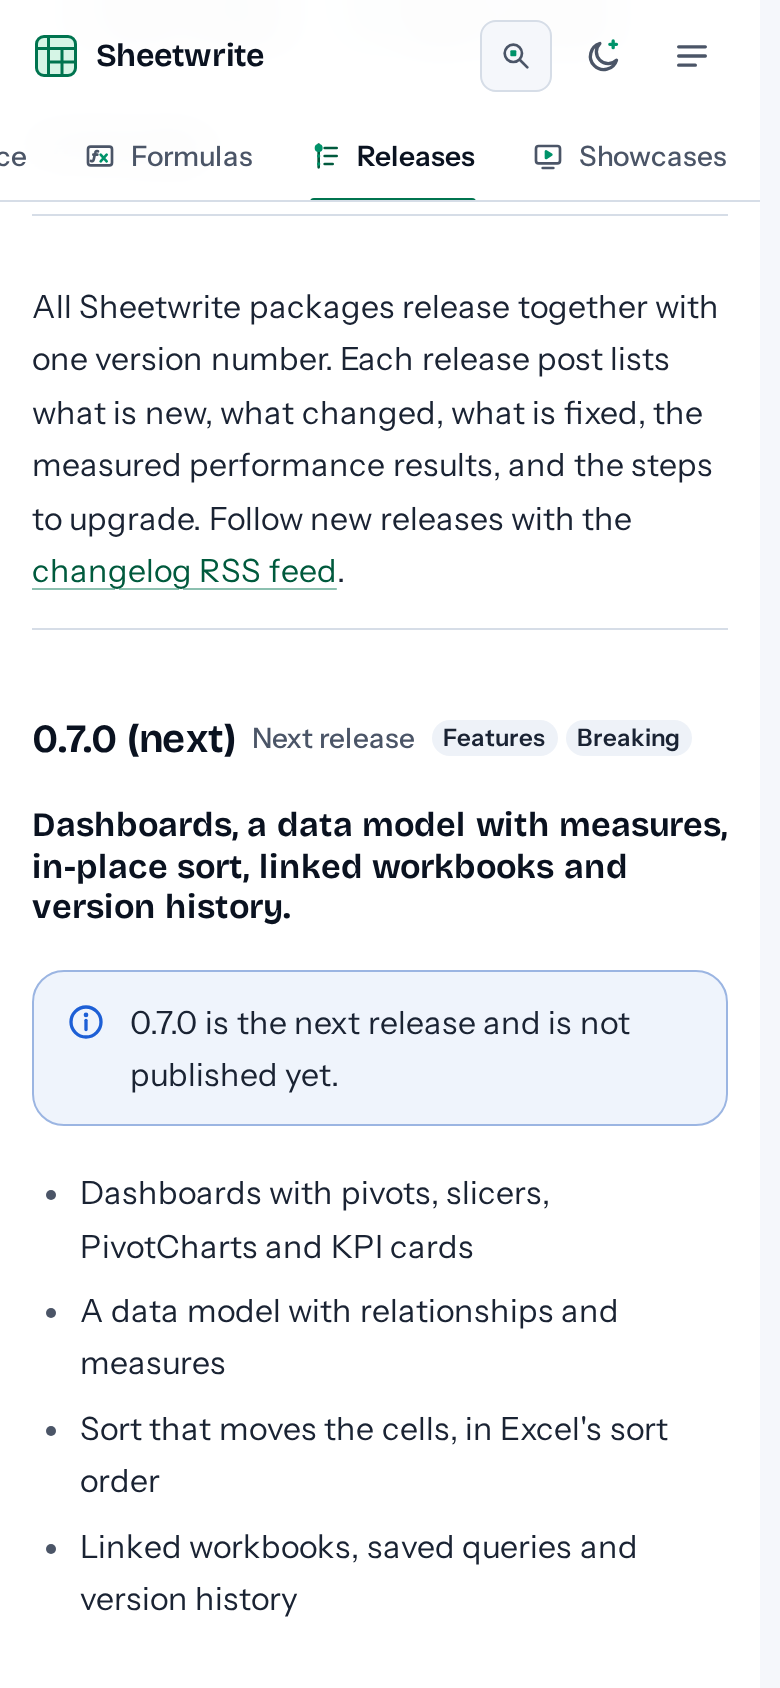 Sheetwrite
ce Formulas Releases Showcases
All Sheetwrite packages release together with
one version number. Each release post lists
what is new, what changed, what is fixed, the
measured performance results, and the steps
to upgrade. Follow new releases with the
changelog RSS feed.
0.7.0 (next) Next release Features Breaking
Dashboards, a data model with measures,
in-place sort, linked workbooks and
version history.
0.7.0 is the next release and is not
published yet.
• Dashboards with pivots, slicers,
PivotCharts and KPI cards
• A data model with relationships and
measures
• Sort that moves the cells, in Excel's sort
order
• Linked workbooks, saved queries and
version history